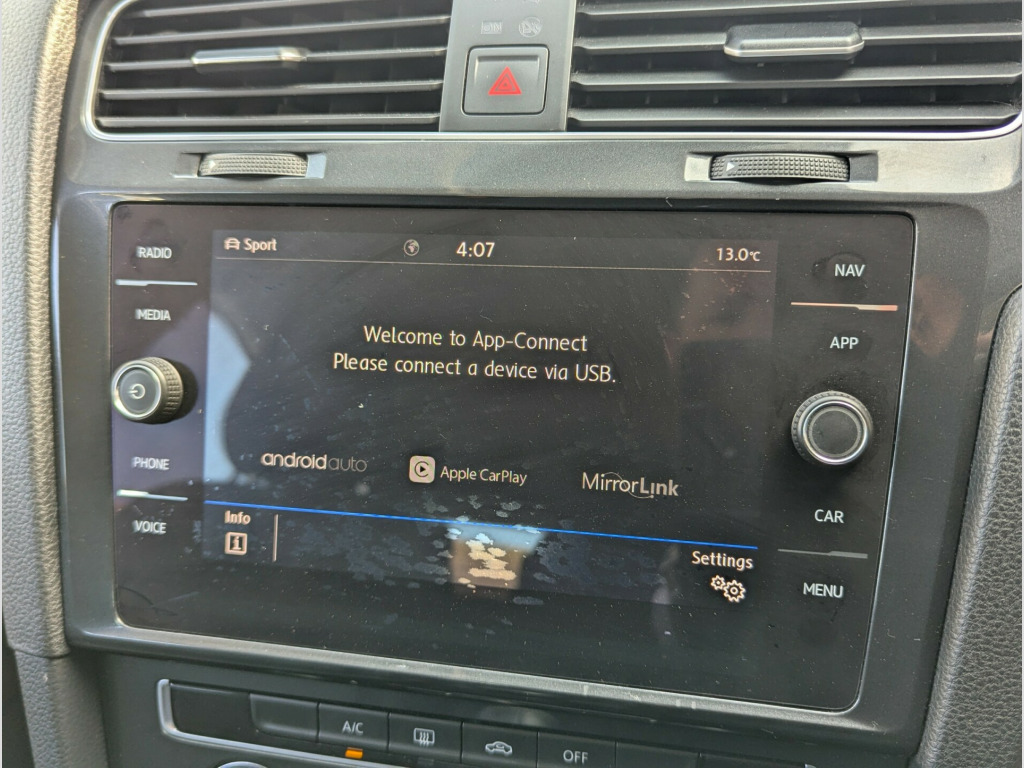 MODE
RADIO
MEDIA
PHONE
VOICE
Sport
4:07
13.0°C
Welcome to App-Connect
Please connect a device via USB.
androidauto
Apple CarPlay
MirrorLink
Info
Settings
NAV
APP
CAR
MENU
A/C
OFF